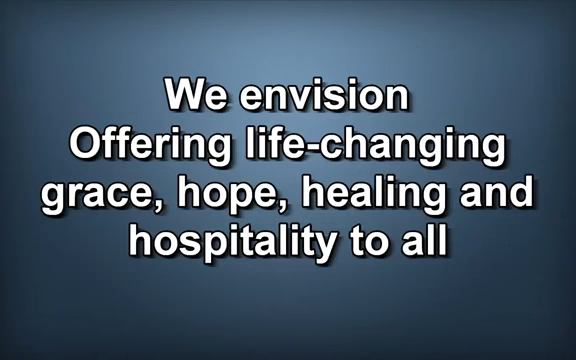 We envision
Offering life-changing
grace, hope, healing and
hospitality to all